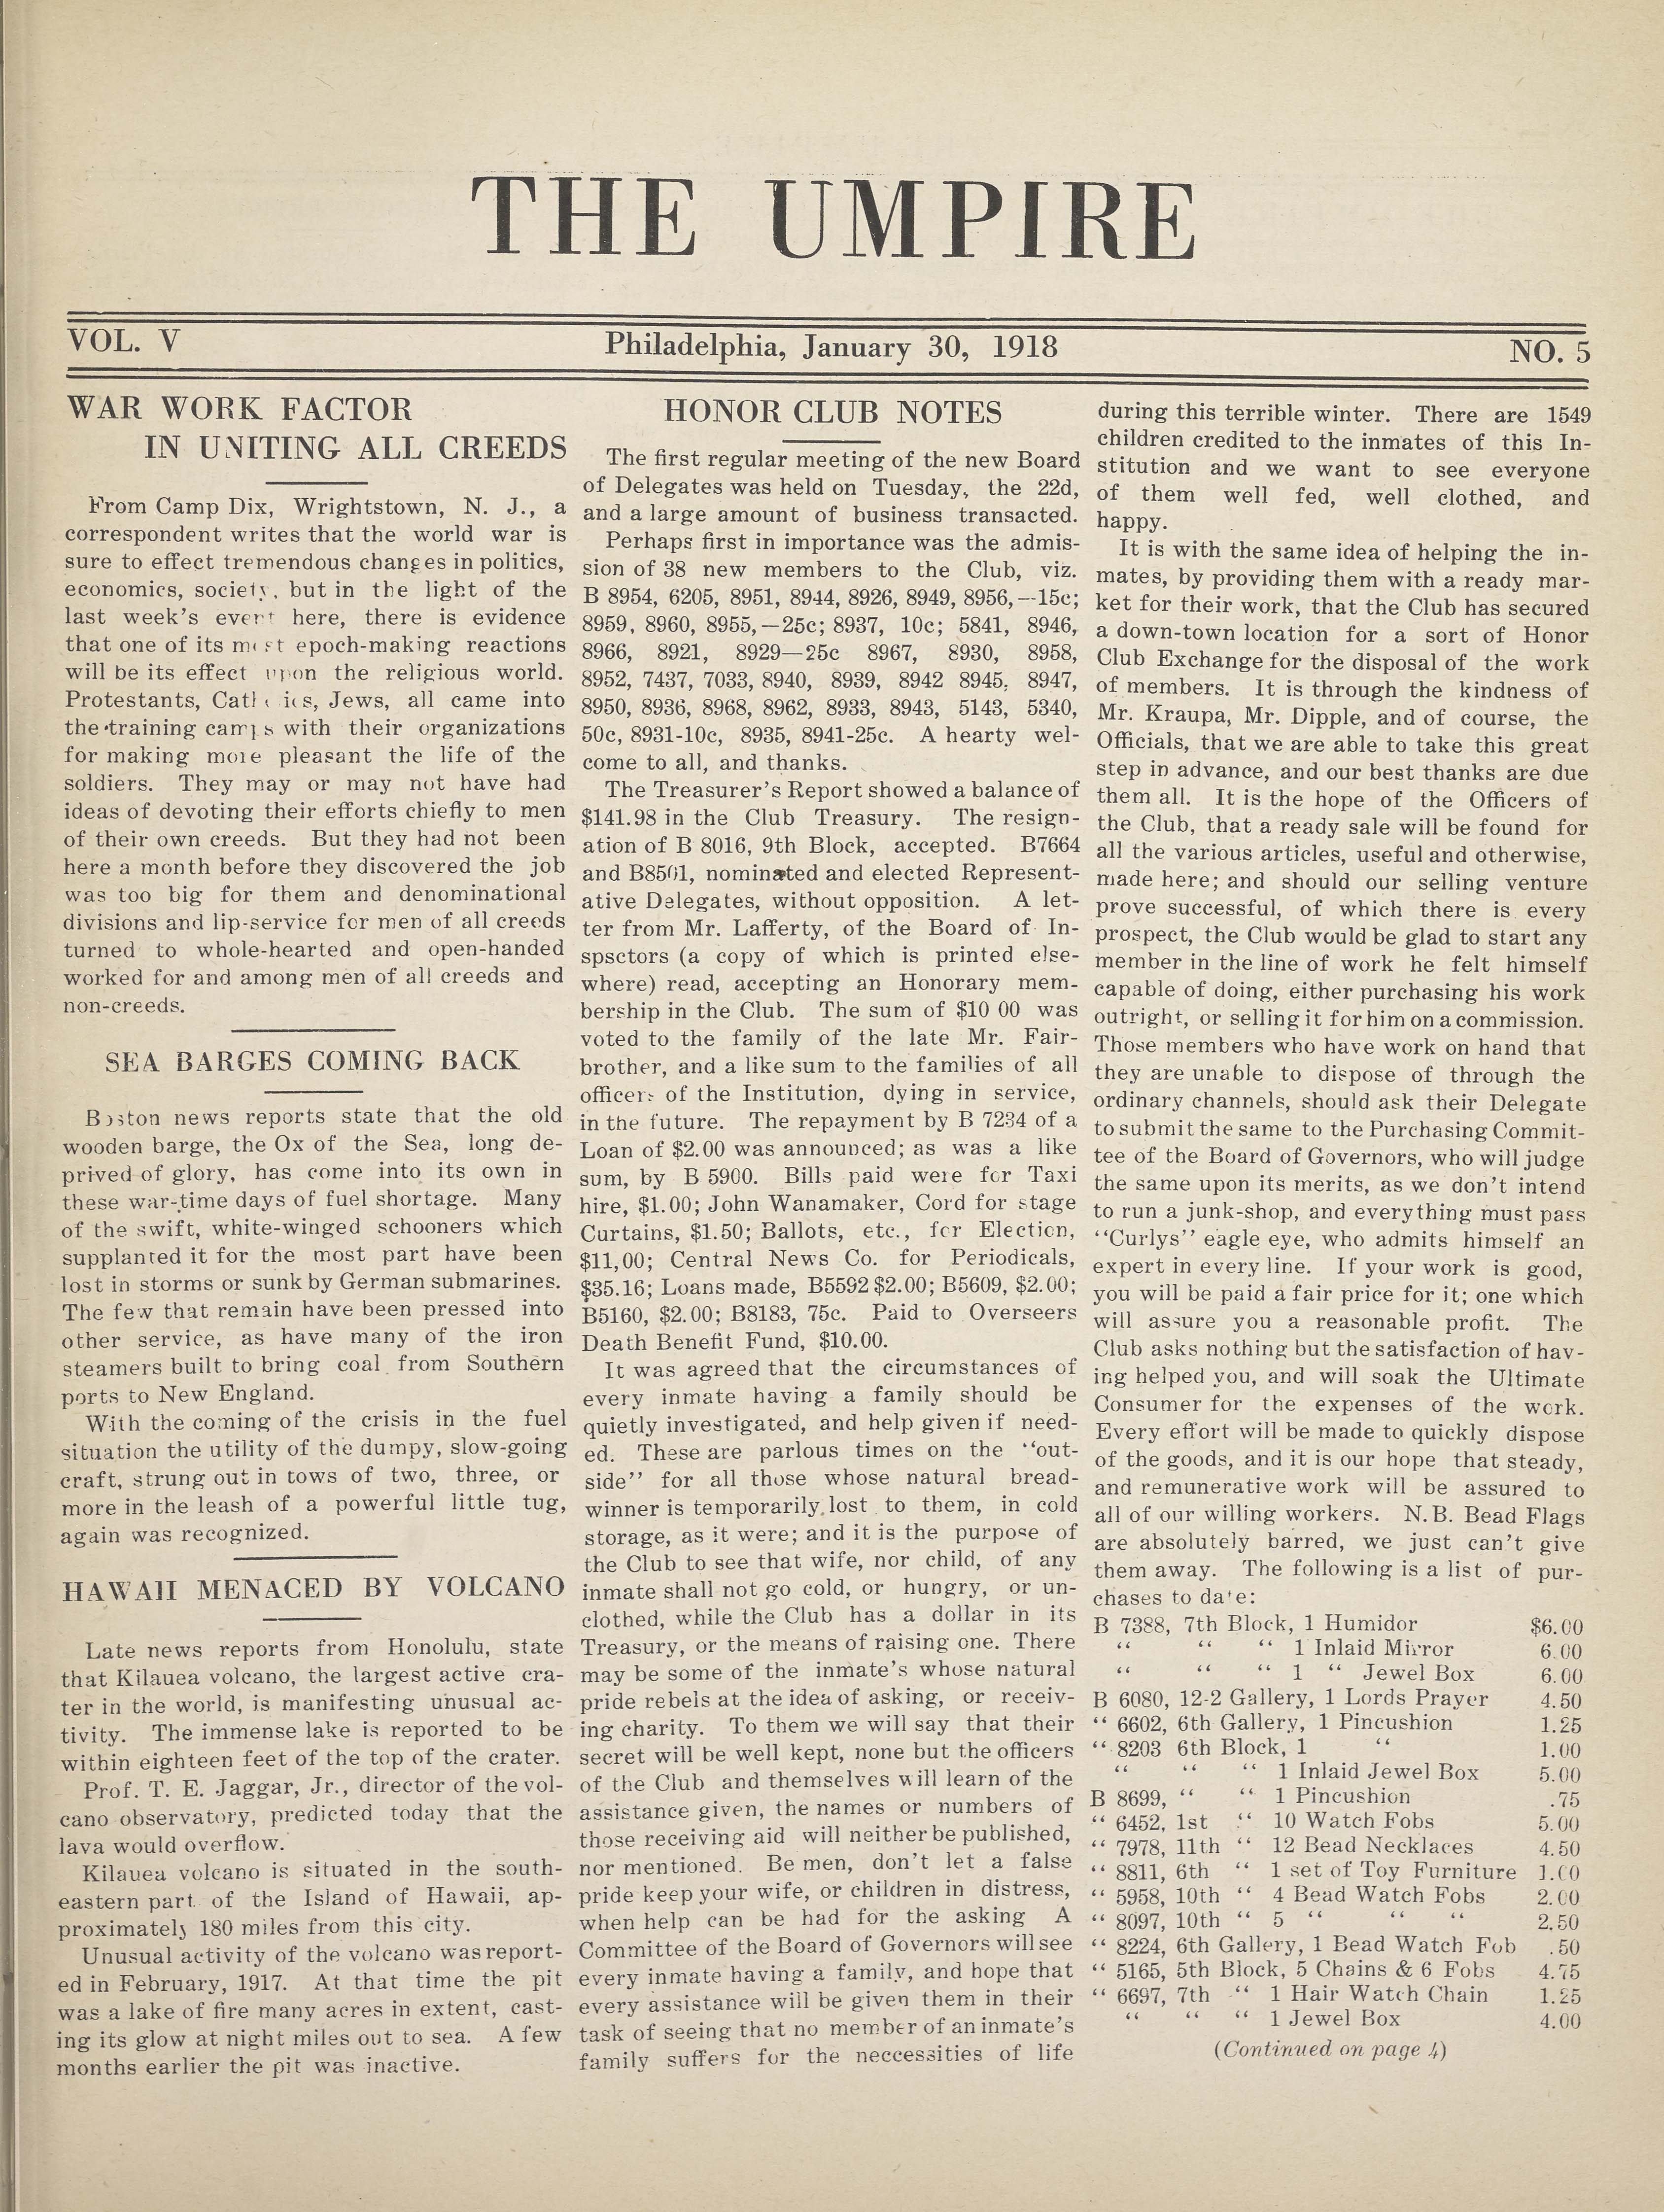 THE UMPIRE
VOL. V
Philadelphia, January 30, 1918
NO. 5
WAR WORK FACTOR
IN UNITING ALL CREEDS
From Camp Dix, Wrightstown, N. J., a
correspondent writes that the world war is
sure to effect tremendous changes in politics,
economics, society, but in the light of the
last week's event here, there is evidence
that one of its most epoch-making reactions
will be its effect upon the religious world.
Protestants, Catholics, Jews, all came into
the training camps with their organizations
for making more pleasant the life of the
soldiers. They may or may not have had
ideas of devoting their efforts chiefly to men
of their own creeds. But they had not been
here a month before they discovered the job
was too big for them and denominational
divisions and lip-service for men of all creeds
turned to whole-hearted and open-handed
worked for and among men of all creeds and
non-creeds.
SEA BARGES COMING BACK
Boston news reports state that the old
wooden barge, the Ox of the Sea, long de-
prived of glory, has come into its own in
these war-time days of fuel shortage. Many
of the swift, white-winged schooners which
supplanted it for the most part have been
lost in storms or sunk by German submarines.
The few that remain have been pressed into
other service, as have many of the iron
steamers built to bring coal from Southern
ports to New England.
With the coming of the crisis in the fuel
situation the utility of the dumpy, slow-going
craft, strung out in tows of two, three, or
more in the leash of a powerful little tug,
again was recognized.
HAWAII MENACED BY VOLCANO
Late news reports from Honolulu, state
that Kilauea volcano, the largest active cra-
ter in the world, is manifesting unusual ac-
tivity. The immense lake is reported to be
within eighteen feet of the top of the crater.
Prof. T. E. Jaggar, Jr., director of the vol-
cano observatory, predicted today that the
lava would overflow.
Kilauea volcano is situated in the south-
eastern part of the Island of Hawaii, ap-
proximately 180 miles from this city.
Unusual activity of the volcano was report-
ed in February, 1917. At that time the pit
was a lake of fire many acres in extent, cast-
ing its glow at night miles out to sea. A few
months earlier the pit was inactive.
HONOR CLUB NOTES
The first regular meeting of the new Board
of Delegates was held on Tuesday, the 22d,
and a large amount of business transacted.
Perhaps first in importance was the admis-
sion of 38 new members to the Club, viz.
B 8954, 6205, 8951, 8944, 8926, 8949, 8956,—15c;
8959, 8960, 8955,—25c; 8937, 10c; 5841, 8946,
8966, 8921, 8929—25c 8967, 8930, 8958,
8952, 7437, 7033, 8940, 8939, 8942 8945, 8947,
8950, 8936, 8968, 8962, 8933, 8943, 5143, 5340,
50c, 8931-10c, 8935, 8941-25c. A hearty wel-
come to all, and thanks.
The Treasurer's Report showed a balance of
$141.98 in the Club Treasury. The resign-
ation of B 8016, 9th Block, accepted. B7664
and B8501, nominated and elected Represent-
ative Delegates, without opposition. A let-
ter from Mr. Lafferty, of the Board of In-
spsctors (a copy of which is printed else-
where) read, accepting an Honorary mem-
bership in the Club. The sum of $10 00 was
voted to the family of the late Mr. Fair-
brother, and a like sum to the families of all
officers of the Institution, dying in service,
in the future. The repayment by B 7234 of a
Loan of $2.00 was announced; as was a like
sum, by B 5900. Bills paid were for Taxi
hire, $1.00; John Wanamaker, Cord for stage
Curtains, $1.50; Ballots, etc., for Election,
$11,00; Central News Co. for Periodicals,
$35.16; Loans made, B5592 $2.00; B5609, $2.00;
B5160, $2.00; B8183, 75c. Paid to Overseers
Death Benefit Fund, $10.00.
It was agreed that the circumstances of
every inmate having a family should be
quietly investigated, and help given if need-
ed. These are parlous times on the "out-
side" for all those whose natural bread-
winner is temporarily lost to them, in cold
storage, as it were; and it is the purpose of
the Club to see that wife, nor child, of any
inmate shall not go cold, or hungry, or un-
clothed, while the Club has a dollar in its
Treasury, or the means of raising one. There
may be some of the inmate's whose natural
pride rebels at the idea of asking, or receiv-
ing charity. To them we will say that their
secret will be well kept, none but the officers
of the Club and themselves will learn of the
assistance given, the names or numbers of
those receiving aid will neither be published,
nor mentioned. Be men, don't let a false
pride keep your wife, or children in distress,
when help can be had for the asking A
Committee of the Board of Governors will see
every inmate having a family, and hope that
every assistance will be given them in their
task of seeing that no member of an inmate's
family suffers for the neccessities of life
during this terrible winter. There are 1549
children credited to the inmates of this In-
stitution and we want to see everyone
of them well fed, well clothed, and
happy.
It is with the same idea of helping the in-
mates, by providing them with a ready mar-
ket for their work, that the Club has secured
a down-town location for a sort of Honor
Club Exchange for the disposal of the work
of members. It is through the kindness of
Mr. Kraupa, Mr. Dipple, and of course, the
Officials, that we are able to take this great
step in advance, and our best thanks are due
them all. It is the hope of the Officers of
the Club, that a ready sale will be found for
all the various articles, useful and otherwise,
made here; and should our selling venture
prove successful, of which there is every
prospect, the Club would be glad to start any
member in the line of work he felt himself
capable of doing, either purchasing his work
outright, or selling it for him on a commission.
Those members who have work on hand that
they are unable to dispose of through the
ordinary channels, should ask their Delegate
to submit the same to the Purchasing Commit-
tee of the Board of Governors, who will judge
the same upon its merits, as we don't intend
to run a junk-shop, and everything must pass
"Curlys" eagle eye, who admits himself an
expert in every line. If your work is good,
you will be paid a fair price for it; one which
will assure you a reasonable profit. The
Club asks nothing but the satisfaction of hav-
ing helped you, and will soak the Ultimate
Consumer for the expenses of the work.
Every effort will be made to quickly dispose
of the goods, and it is our hope that steady,
and remunerative work will be assured to
all of our willing workers. N.B. Bead Flags
are absolutely barred, we just can't give
them away. The following is a list of pur-
chases to date:
B 7388, 7th Block, 1 Humidor $6.00
" " " 1 Inlaid Mirror 6.00
" " " 1 " Jewel Box 6.00
B 6080, 12-2 Gallery, 1 Lords Prayer 4.50
" 6602, 6th Gallery, 1 Pincushion 1.25
" 8203 6th Block, 1 " 1.00
" " " 1 Inlaid Jewel Box 5.00
B 8699, " " 1 Pincushion .75
" 6452, 1st " 10 Watch Fobs 5.00
" 7978, 11th " 12 Bead Necklaces 4.50
" 8811, 6th " 1 set of Toy Furniture 1.00
" 5958, 10th " 4 Bead Watch Fobs 2.00
" 8097, 10th " 5 " " " 2.50
" 8224, 6th Gallery, 1 Bead Watch Fob .50
" 5165, 5th Block, 5 Chains & 6 Fobs 4.75
" 6697, 7th " 1 Hair Watch Chain 1.25
" " " 1 Jewel Box 4.00
(Continued on page 4)